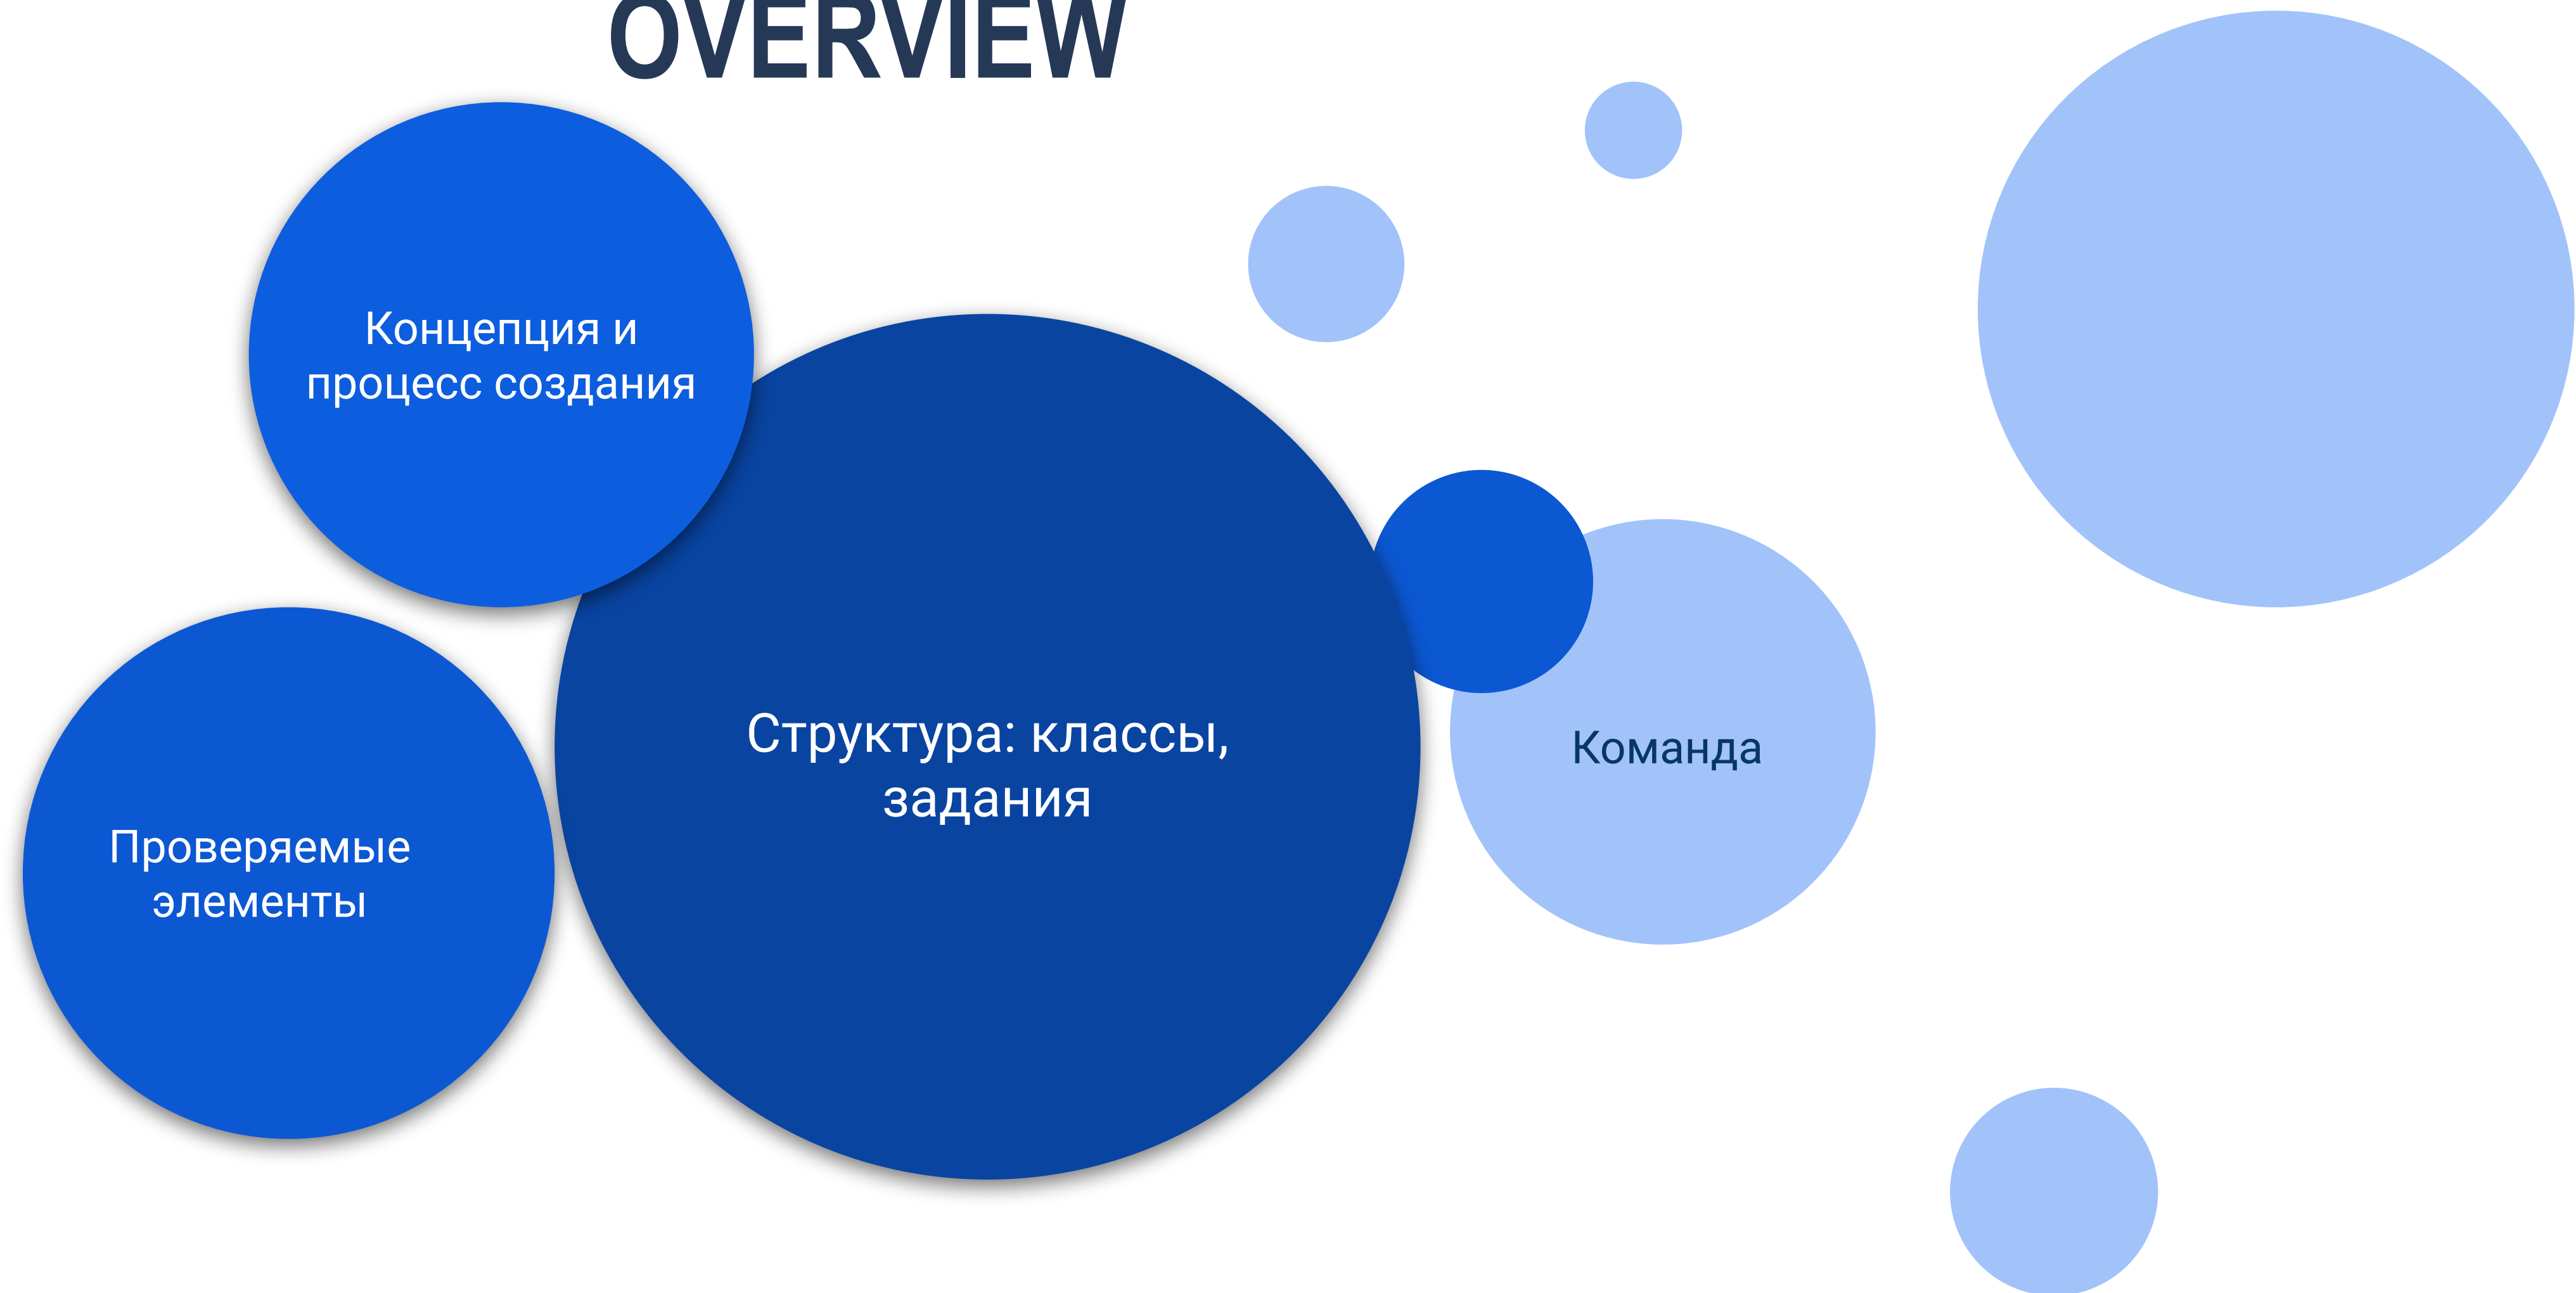 OVERVIEW
Концепция и
процесс создания
Структура: классы,
задания
Проверяемые
элементы
Команда